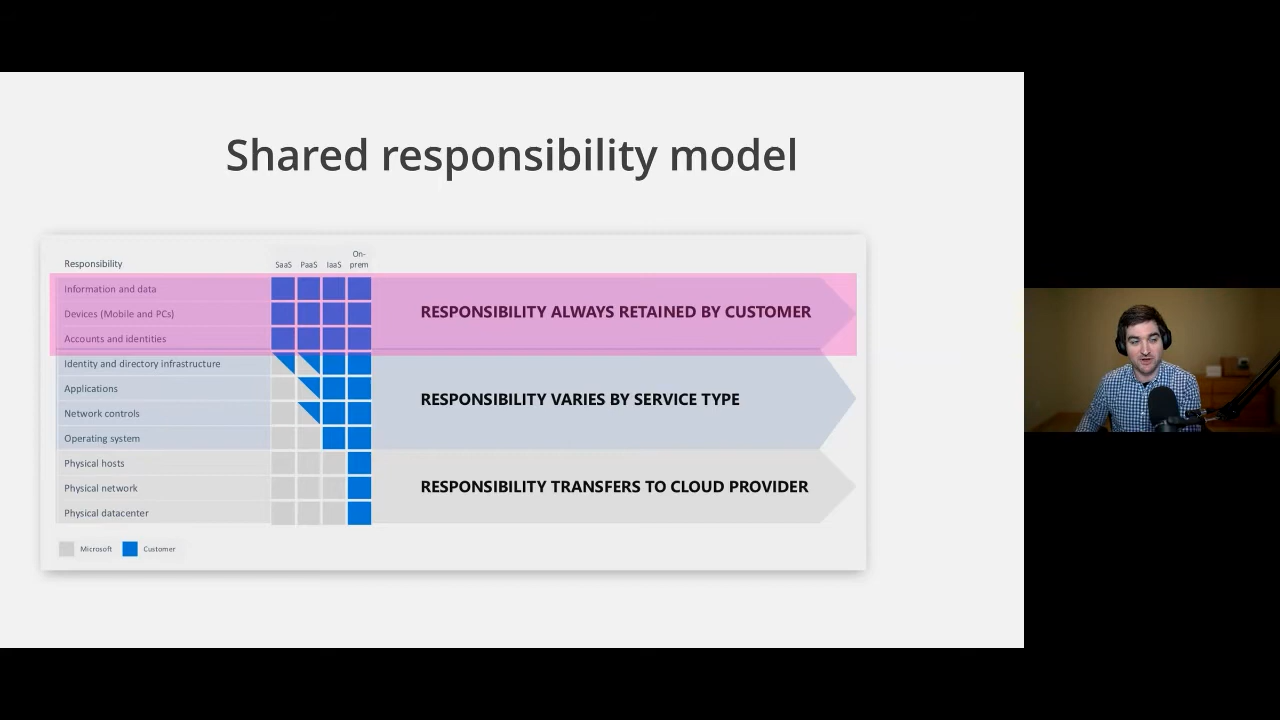 Shared responsibility model
Responsibility SaaS PaaS IaaS On-
prem
Information and data
Devices (Mobile and PCs)
Accounts and identities
RESPONSIBILITY ALWAYS RETAINED BY CUSTOMER
Identity and directory infrastructure
Applications
Network controls
Operating system
RESPONSIBILITY VARIES BY SERVICE TYPE
Physical hosts
Physical network
Physical datacenter
RESPONSIBILITY TRANSFERS TO CLOUD PROVIDER
Microsoft Customer